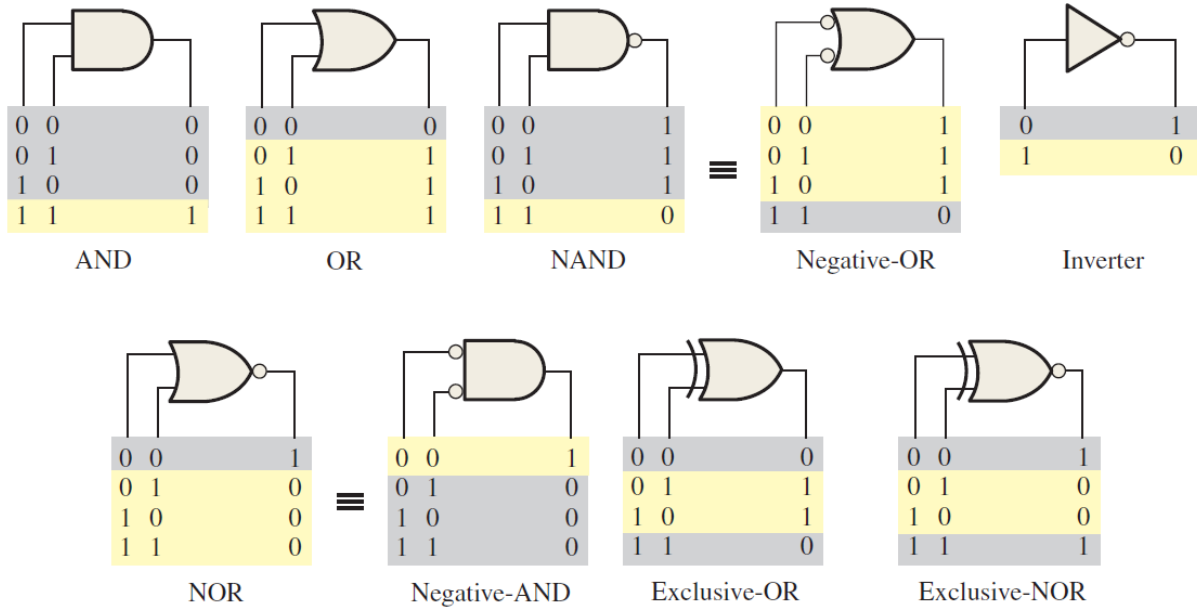 0 0 0
0 1 0
1 0 0
1 1 1
AND
0 0 0
0 1 1
1 0 1
1 1 1
OR
0 0 1
0 1 1
1 0 1
1 1 0
NAND
≡
0 0 1
0 1 1
1 0 1
1 1 0
Negative-OR
0 1
1 0
Inverter
0 0 1
0 1 0
1 0 0
1 1 0
NOR
≡
0 0 1
0 1 0
1 0 0
1 1 0
Negative-AND
0 0 0
0 1 1
1 0 1
1 1 0
Exclusive-OR
0 0 1
0 1 0
1 0 0
1 1 1
Exclusive-NOR